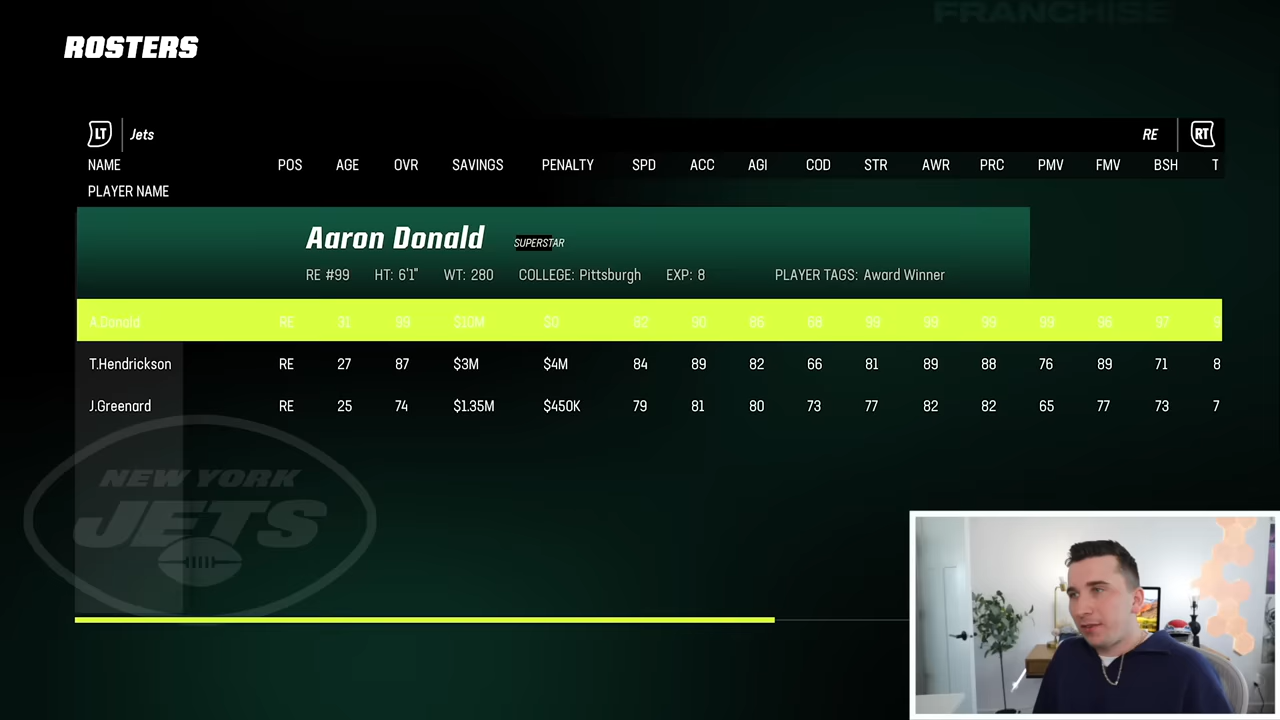 FRANCHISE
ROSTERS
LT Jets RE RT
NAME POS AGE OVR SAVINGS PENALTY SPD ACC AGI COD STR AWR PRC PMV FMV BSH T
PLAYER NAME
Aaron Donald SUPERSTAR
RE #99 HT: 6'1" WT: 280 COLLEGE: Pittsburgh EXP: 8 PLAYER TAGS: Award Winner
A.Donald RE 31 99 $10M $0 82 90 86 68 99 99 99 99 96 97 9
T.Hendrickson RE 27 87 $3M $4M 84 89 82 66 81 89 88 76 89 71 8
J.Greenard RE 25 74 $1.35M $450K 79 81 80 73 77 82 82 65 77 73 7
NEW YORK
JETS